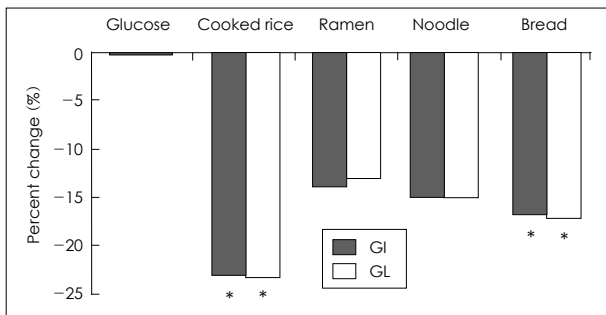 Glucose Cooked rice Ramen Noodle Bread
0
−5
−10
−15
−20
−25
Percent change (%)
GI
GL
* * * *